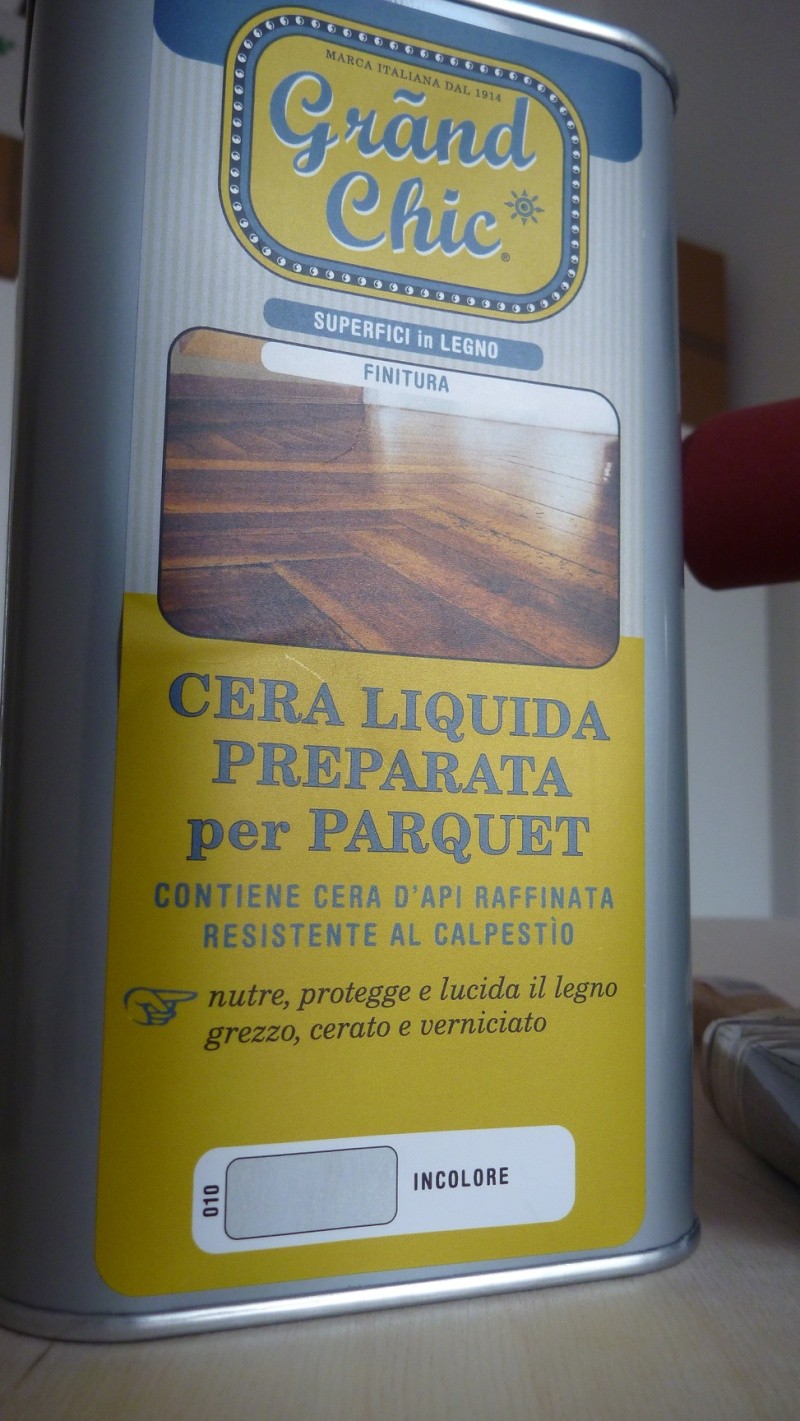 MARCA ITALIANA DAL 1914
Grãnd
Chic®
SUPERFICI in LEGNO
FINITURA
CERA LIQUIDA
PREPARATA
per PARQUET
CONTIENE CERA D'API RAFFINATA
RESISTENTE AL CALPESTÌO
nutre, protegge e lucida il legno
grezzo, cerato e verniciato
010
INCOLORE